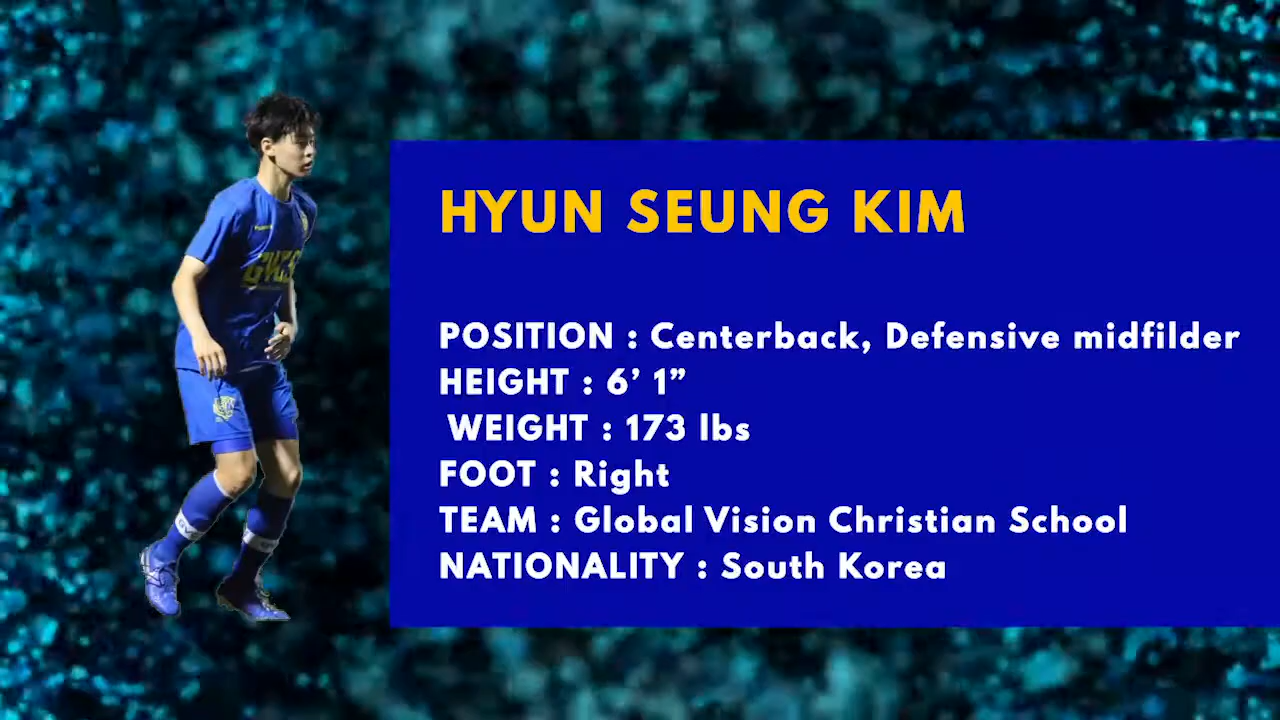 HYUN SEUNG KIM
POSITION : Centerback, Defensive midfilder
HEIGHT : 6’ 1”
WEIGHT : 173 lbs
FOOT : Right
TEAM : Global Vision Christian School
NATIONALITY : South Korea